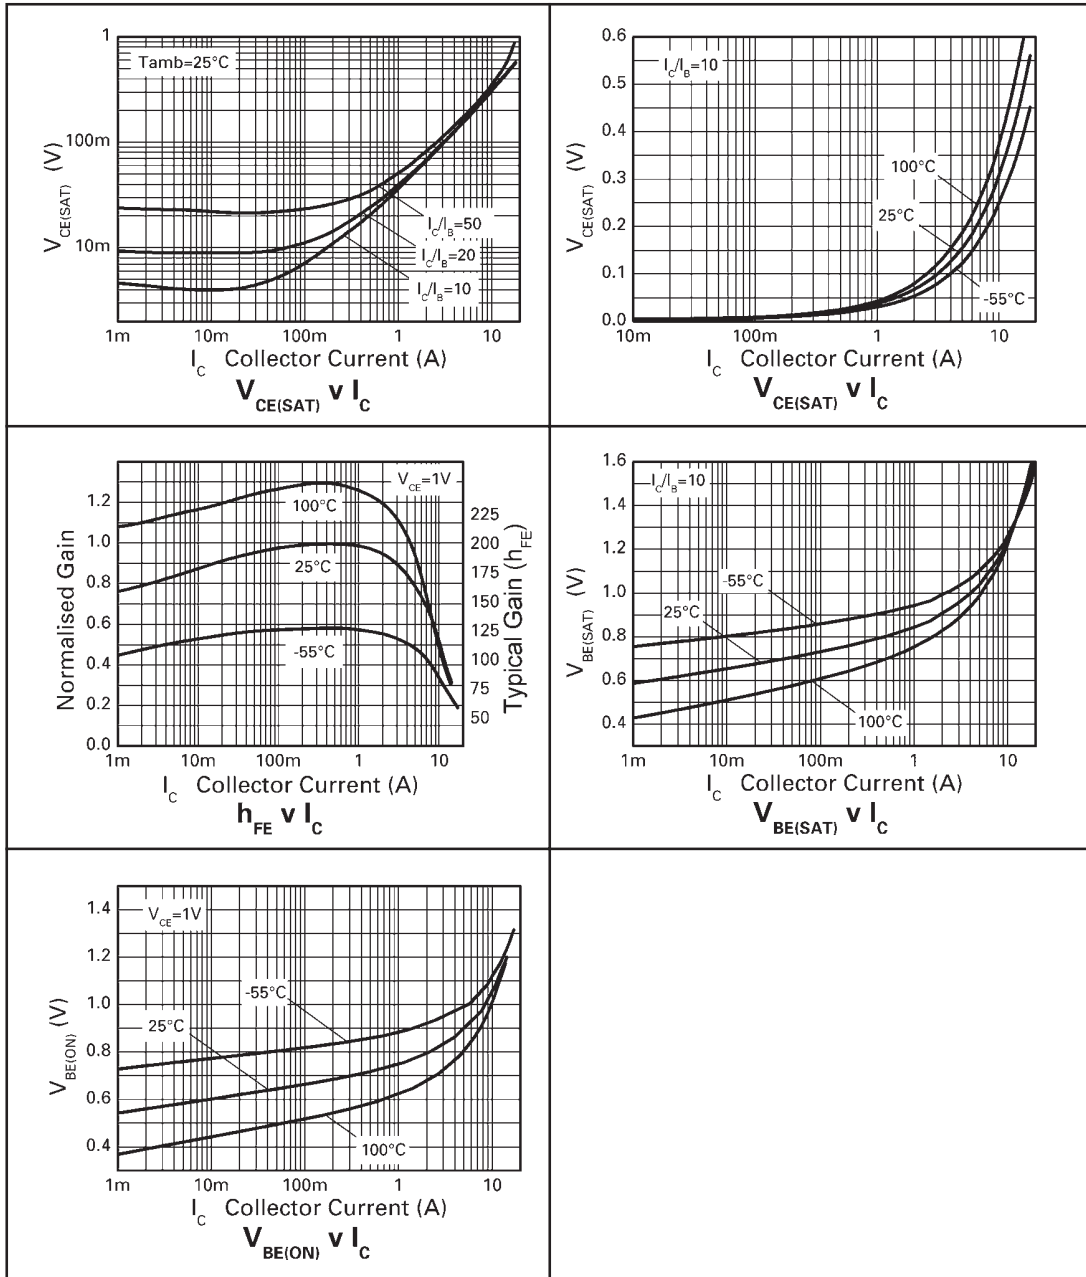 1
100m
10m
V_CE(SAT) (V)
Tamb=25°C
I_C/I_B=50
I_C/I_B=20
I_C/I_B=10
1m 10m 100m 1 10
I_C Collector Current (A)
V_CE(SAT) v I_C
0.6
0.5
0.4
0.3
0.2
0.1
0.0
V_CE(SAT) (V)
I_C/I_B=10
100°C
25°C
-55°C
10m 100m 1 10
I_C Collector Current (A)
V_CE(SAT) v I_C
1.2
1.0
0.8
0.6
0.4
0.2
0.0
Normalised Gain
V_CE=1V
100°C
25°C
-55°C
225
200
175
150
125
100
75
50
Typical Gain (h_FE)
1m 10m 100m 1 10
I_C Collector Current (A)
h_FE v I_C
1.6
1.4
1.2
1.0
0.8
0.6
0.4
V_BE(SAT) (V)
I_C/I_B=10
-55°C
25°C
100°C
1m 10m 100m 1 10
I_C Collector Current (A)
V_BE(SAT) v I_C
1.4
1.2
1.0
0.8
0.6
0.4
V_BE(ON) (V)
V_CE=1V
-55°C
25°C
100°C
1m 10m 100m 1 10
I_C Collector Current (A)
V_BE(ON) v I_C